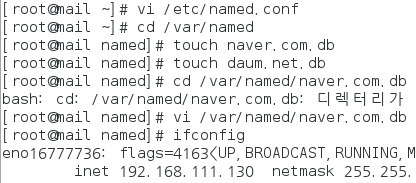 [root@mail ~]# vi /etc/named.conf
[root@mail ~]# cd /var/named
[root@mail named]# touch naver.com.db
[root@mail named]# touch daum.net.db
[root@mail named]# cd /var/named/naver.com.db
bash: cd: /var/named/naver.com.db: 디렉터리가
[root@mail named]# vi /var/named/naver.com.db
[root@mail named]# ifconfig
eno16777736: flags=4163<UP,BROADCAST,RUNNING,M
inet 192.168.111.130 netmask 255.255.